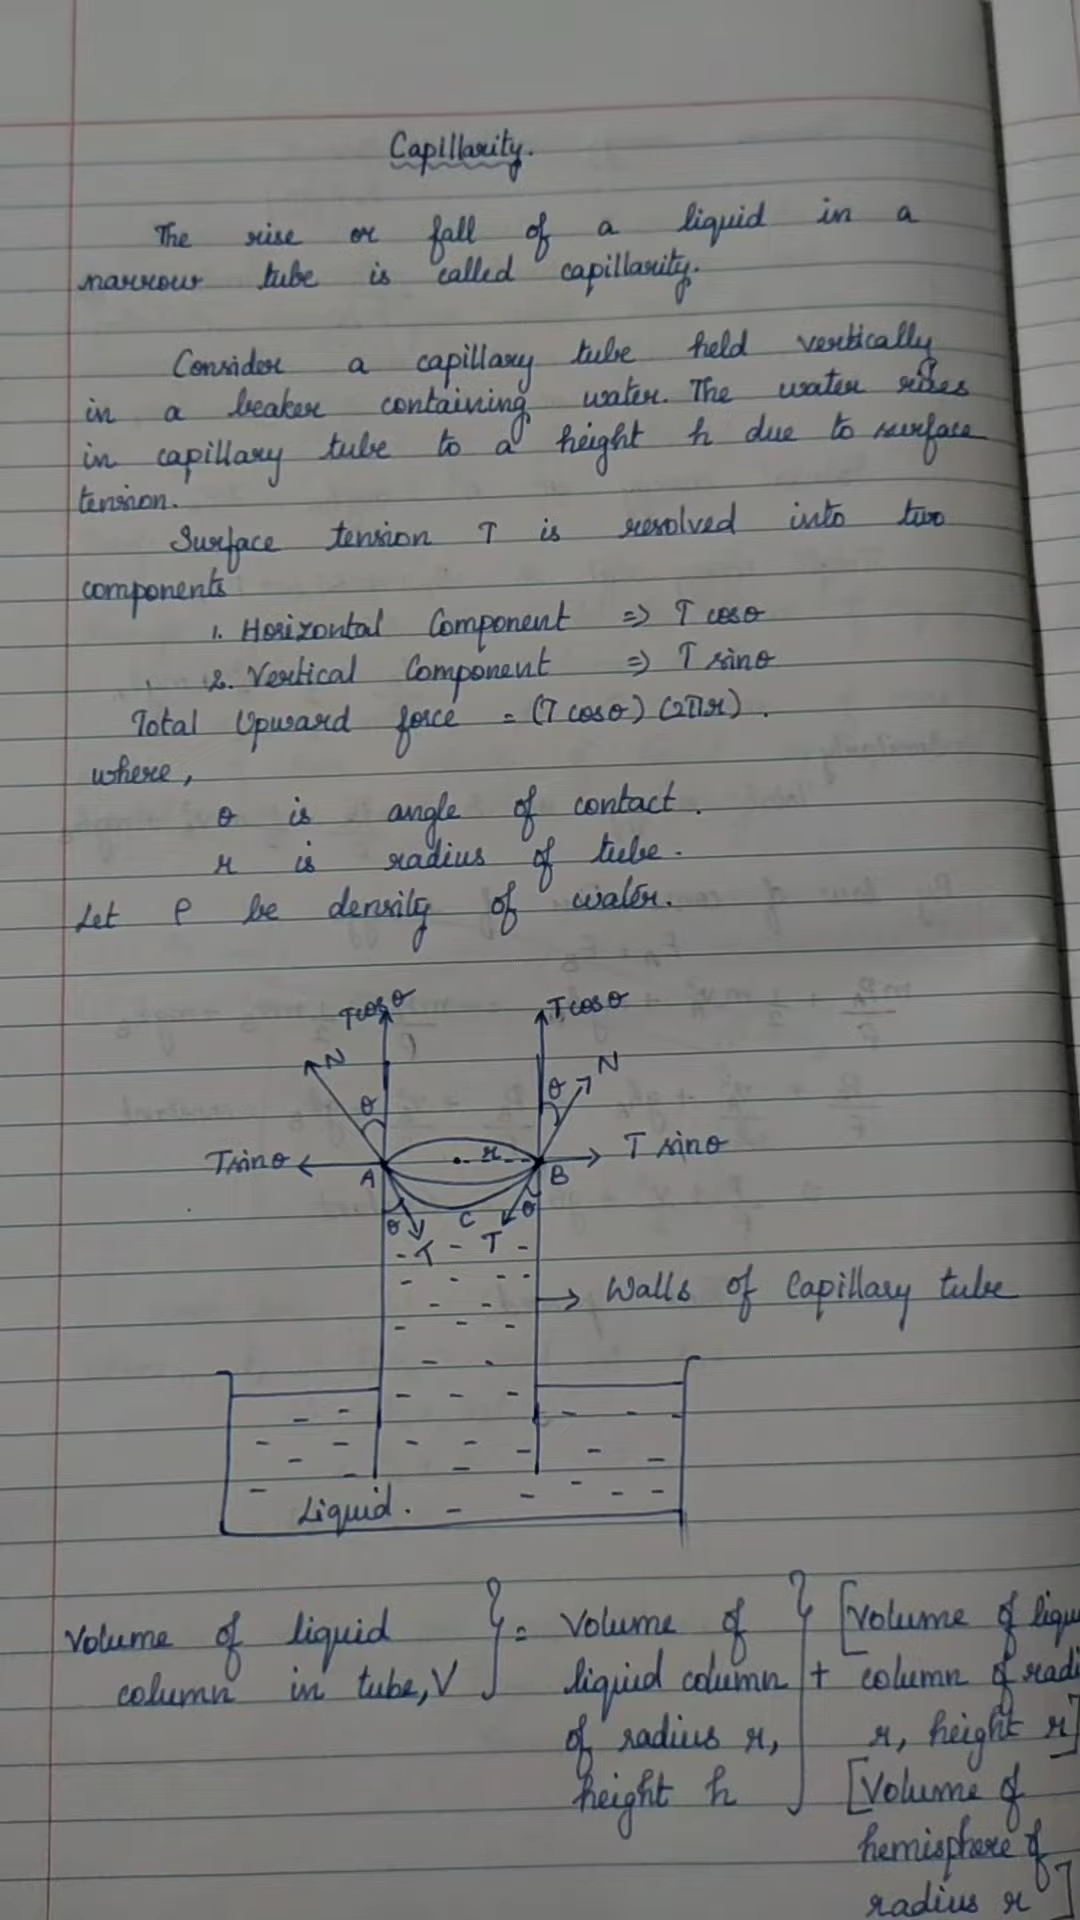 Capillarity.
The rise or fall of a liquid in a
narrow tube is called capillarity.
Consider a capillary tube held vertically
in a beaker containing water. The water rises
in capillary tube to a height h due to surface
tension.
Surface tension T is resolved into two
components
1. Horizontal Component => T cosθ
2. Vertical Component => T sinθ
Total Upward force = (T cosθ) (2πr).
where,
θ is angle of contact.
r is radius of tube.
Let ρ be density of water.
Tcosθ Tcosθ
N N
θ θ
Tsinθ r T sinθ
A B
θ C θ
T T
Walls of Capillary tube
Liquid.
Volume of liquid } = Volume of } [Volume of liqu
column in tube, V liquid column + column of radi
of radius r, r, height r]
height h [Volume of
hemisphere of
radius r]